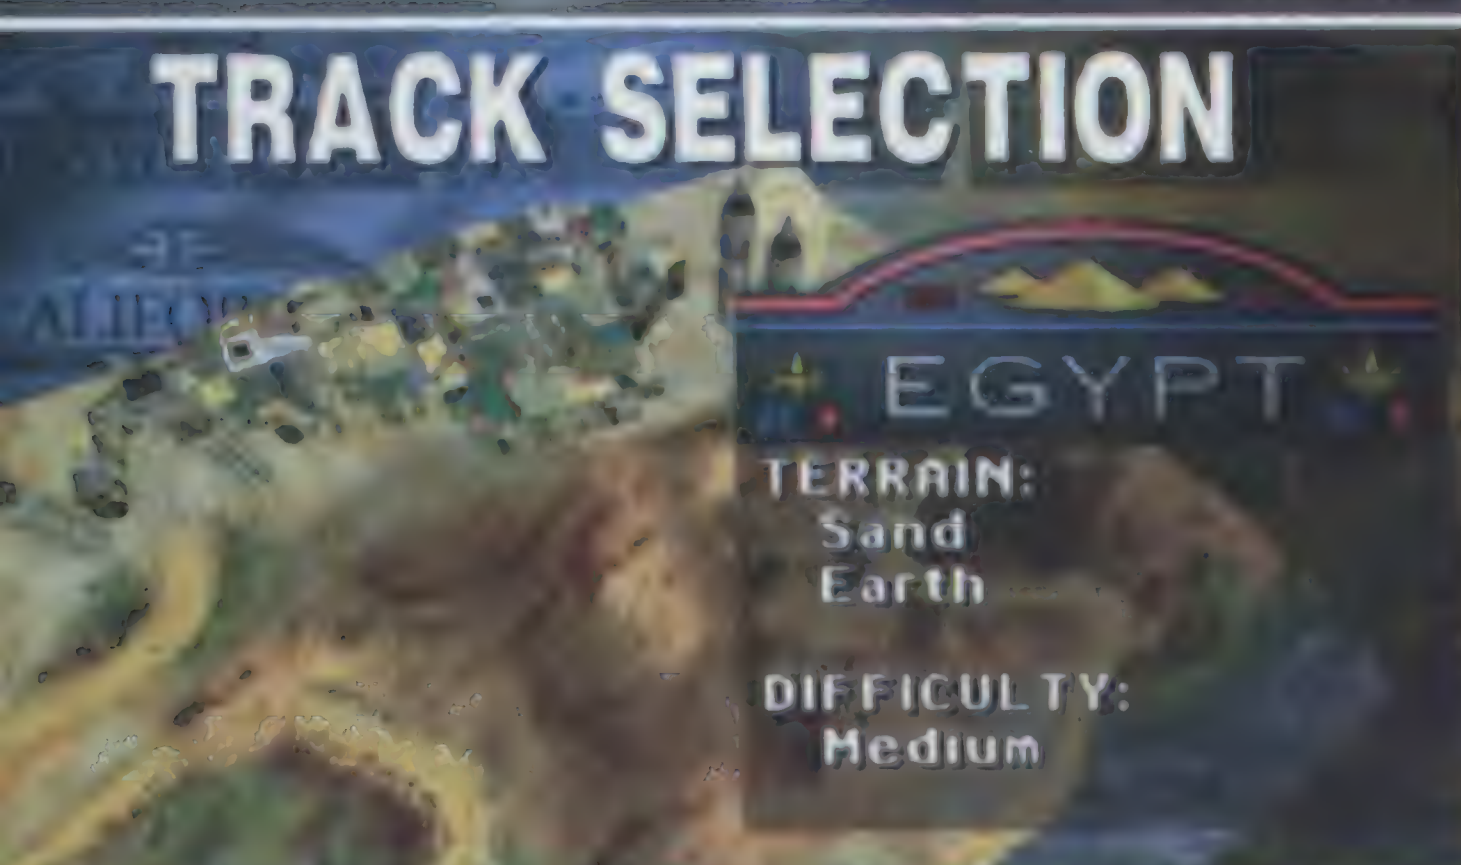 TRACK SELECTION
EGYPT
TERRAIN:
Sand
Earth
DIFFICULTY:
Medium